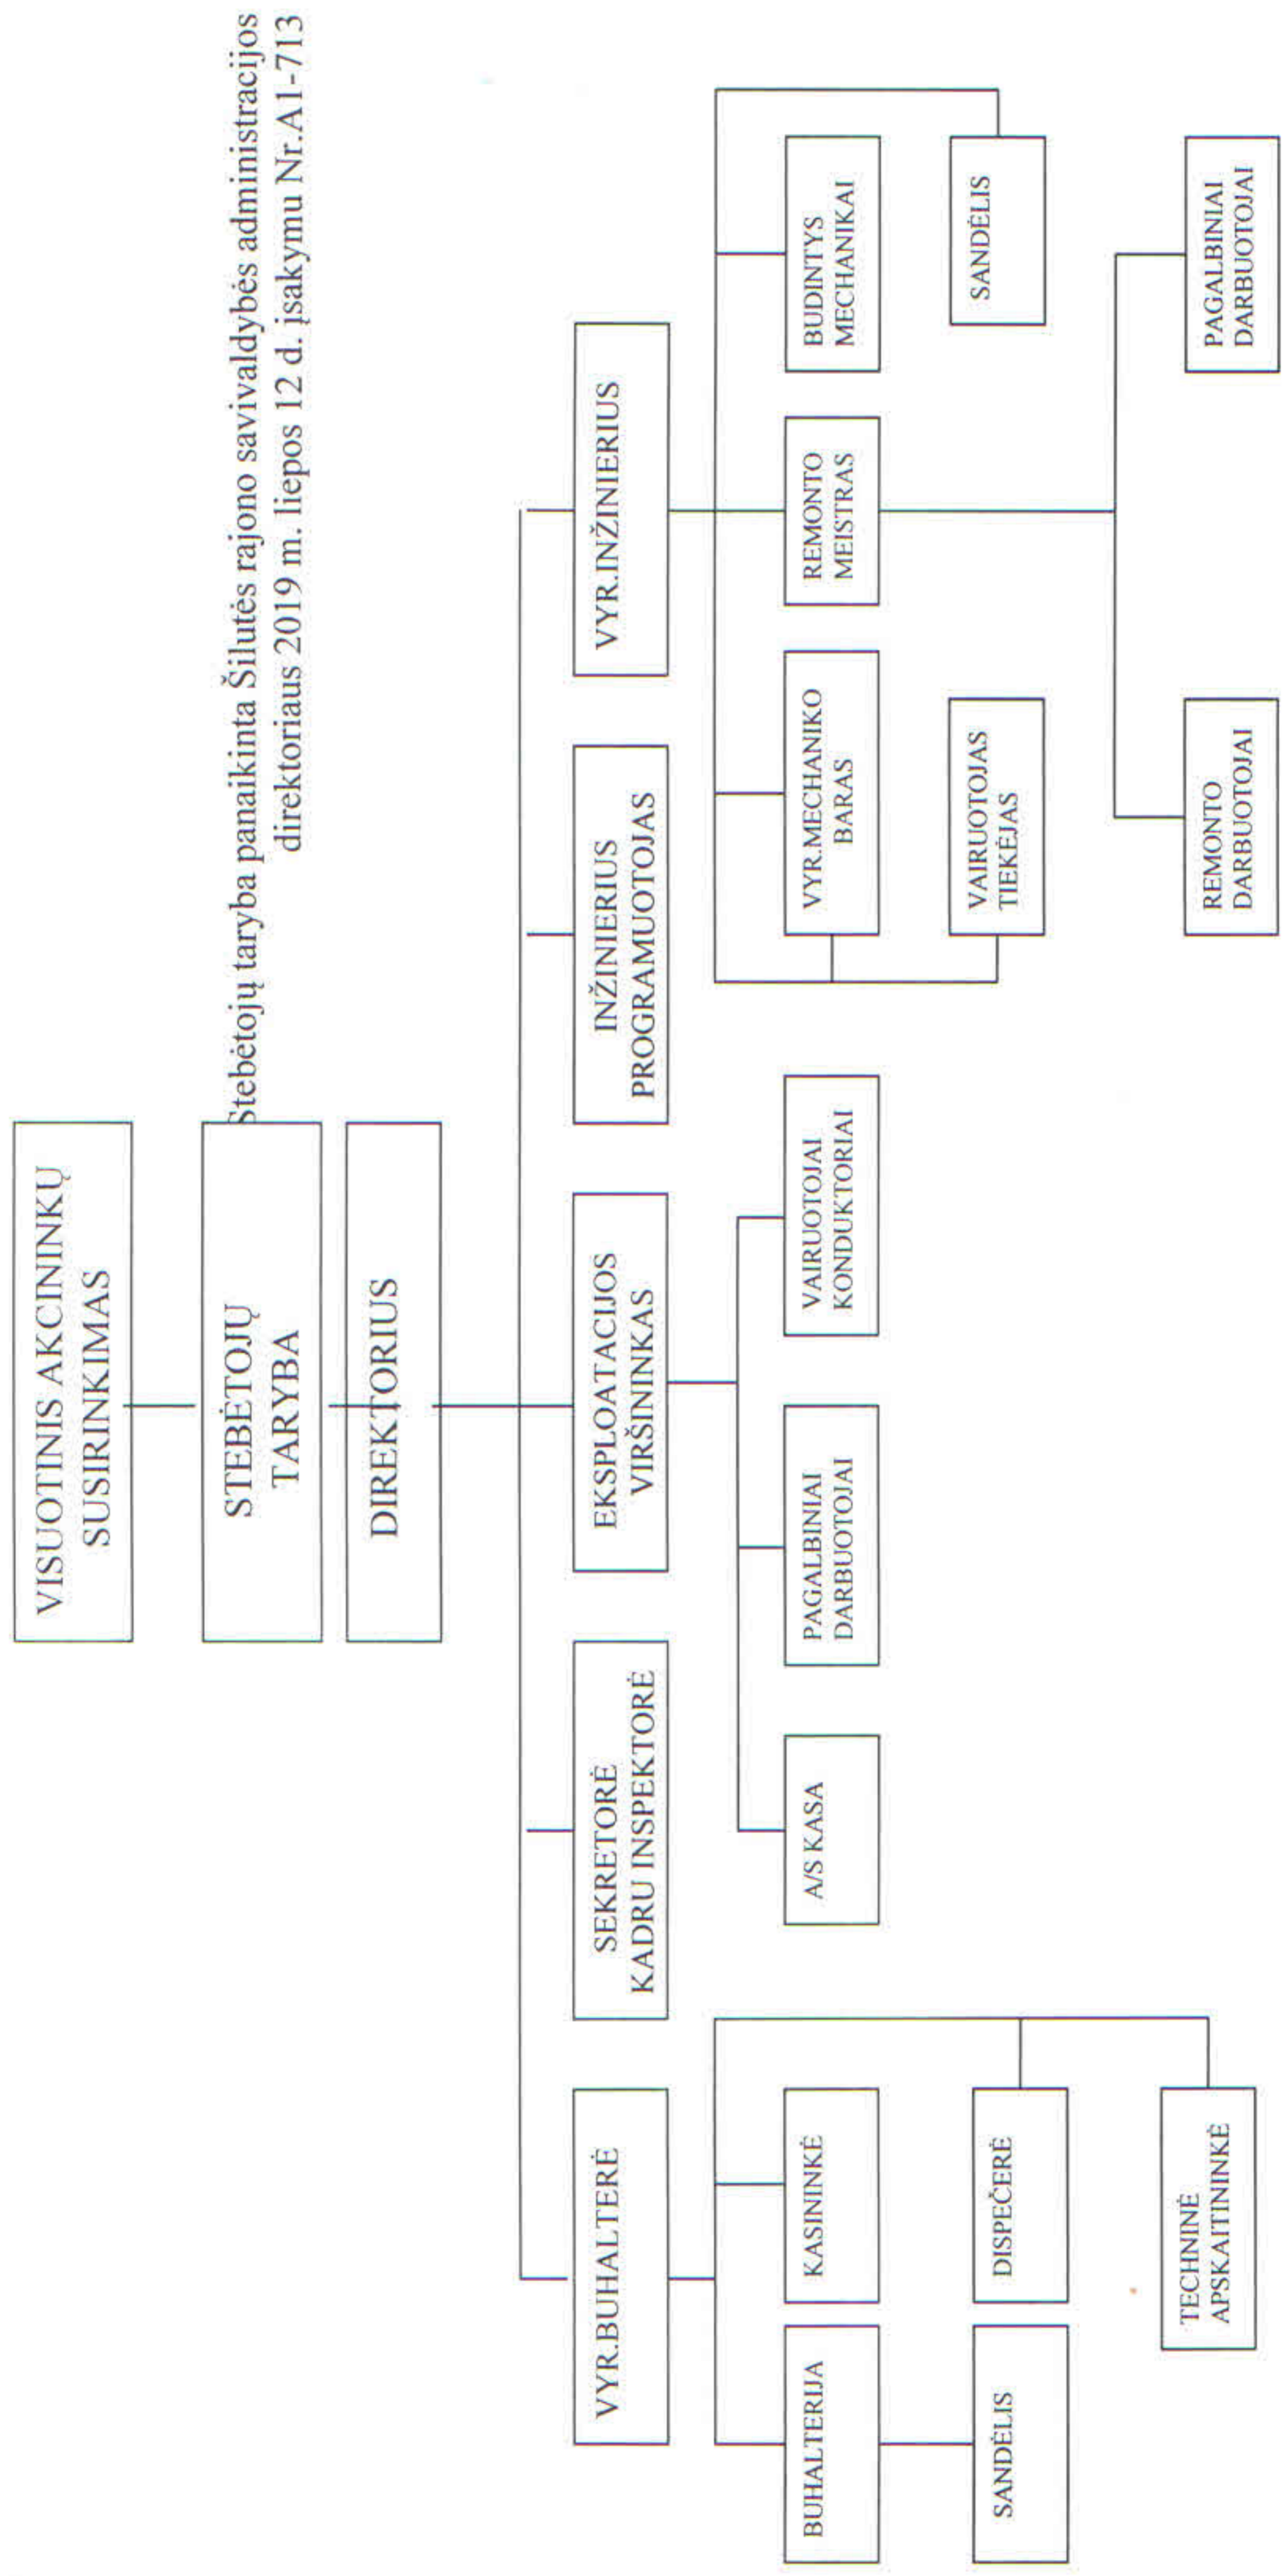 VISUOTINIS AKCININKŲ
SUSIRINKIMAS
STEBĖTOJŲ
TARYBA
Stebėtojų taryba panaikinta Šilutės rajono savivaldybės administracijos
direktoriaus 2019 m. liepos 12 d. įsakymu Nr.A1-713
DIREKTORIUS
VYR.BUHALTERĖ
SEKRETORĖ
KADRU INSPEKTORĖ
EKSPLOATACIJOS
VIRŠININKAS
INŽINIERIUS
PROGRAMUOTOJAS
VYR.INŽINIERIUS
BUHALTERIJA
KASININKĖ
A/S KASA
PAGALBINIAI
DARBUOTOJAI
VAIRUOTOJAI
KONDUKTORIAI
VYR.MECHANIKO
BARAS
REMONTO
MEISTRAS
BUDINTYS
MECHANIKAI
SANDĖLIS
DISPEČERĖ
VAIRUOTOJAS
TIEKĖJAS
SANDĖLIS
TECHNINĖ
APSKAITININKĖ
REMONTO
DARBUOTOJAI
PAGALBINIAI
DARBUOTOJAI